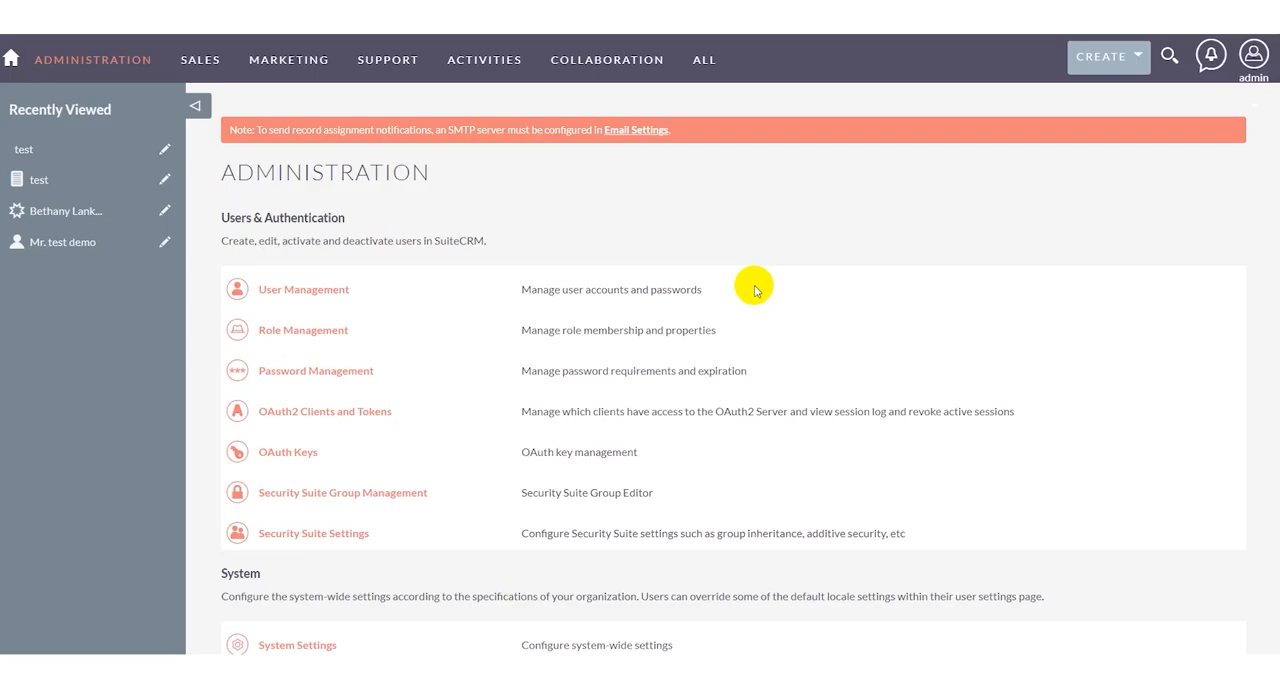 ADMINISTRATION SALES MARKETING SUPPORT ACTIVITIES COLLABORATION ALL CREATE
admin
Recently Viewed
test
test
Bethany Lank...
Mr. test demo
Note: To send record assignment notifications, an SMTP server must be configured in Email Settings.
ADMINISTRATION
Users & Authentication
Create, edit, activate and deactivate users in SuiteCRM.
User Management Manage user accounts and passwords
Role Management Manage role membership and properties
Password Management Manage password requirements and expiration
OAuth2 Clients and Tokens Manage which clients have access to the OAuth2 Server and view session log and revoke active sessions
OAuth Keys OAuth key management
Security Suite Group Management Security Suite Group Editor
Security Suite Settings Configure Security Suite settings such as group inheritance, additive security, etc
System
Configure the system-wide settings according to the specifications of your organization. Users can override some of the default locale settings within their user settings page.
System Settings Configure system-wide settings